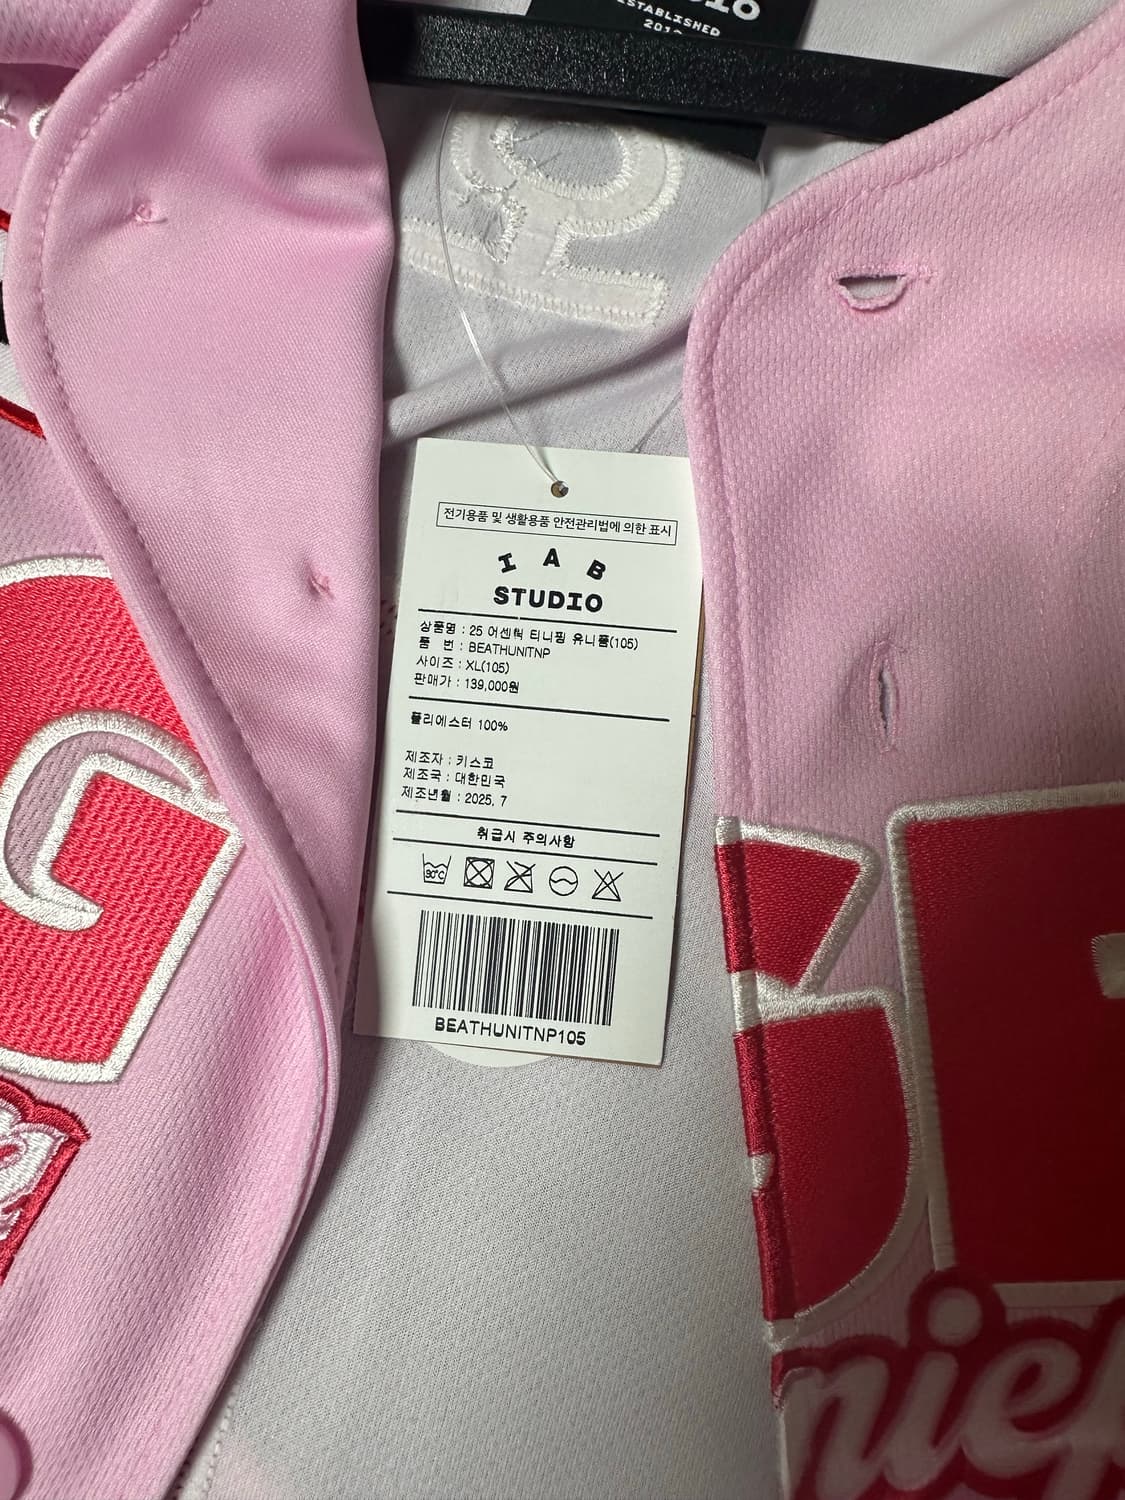 ESTABLISHED
전기용품 및 생활용품 안전관리법에 의한 표시
IAB
STUDIO
상품명 : 25 어센틱 티니핑 유니폼(105)
품 번 : BEATHUNITNP
사이즈 : XL(105)
판매가 : 139,000원
폴리에스터 100%
제조자 : 키스코
제조국 : 대한민국
제조년월 : 2025. 7
취급시 주의사항
30°C
BEATHUNITNP105
nie